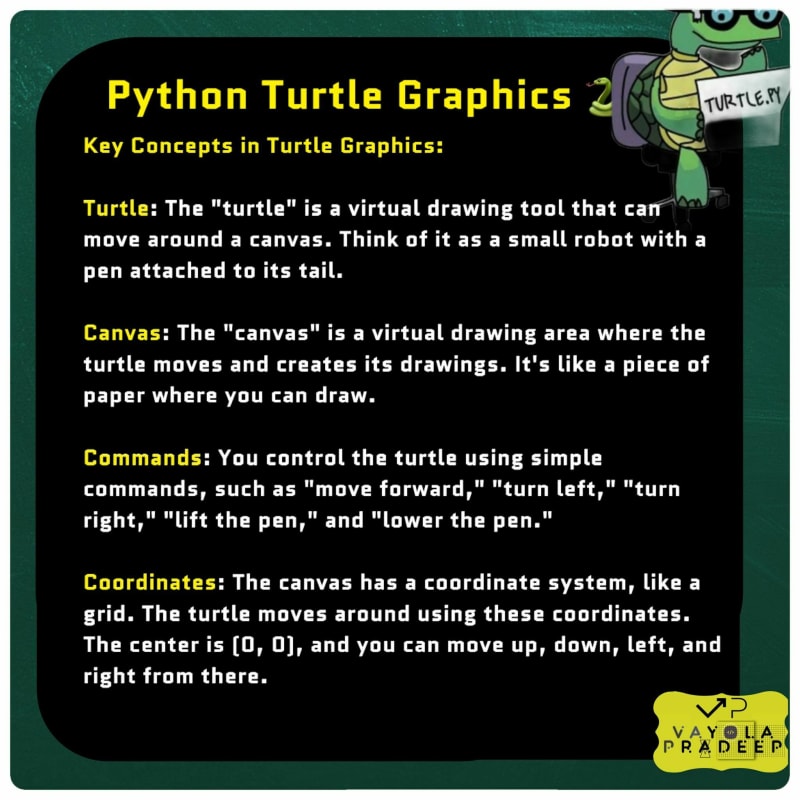 Python Turtle Graphics
TURTLE.PY
Key Concepts in Turtle Graphics:
Turtle: The "turtle" is a virtual drawing tool that can
move around a canvas. Think of it as a small robot with a
pen attached to its tail.
Canvas: The "canvas" is a virtual drawing area where the
turtle moves and creates its drawings. It's like a piece of
paper where you can draw.
Commands: You control the turtle using simple
commands, such as "move forward," "turn left," "turn
right," "lift the pen," and "lower the pen."
Coordinates: The canvas has a coordinate system, like a
grid. The turtle moves around using these coordinates.
The center is (0, 0), and you can move up, down, left, and
right from there.
VP
VAYOLA
PRADEEP